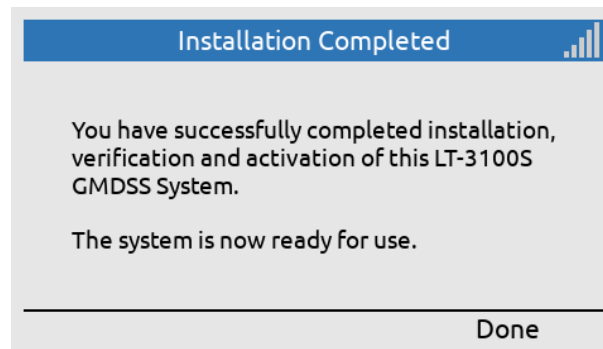 Installation Completed
You have successfully completed installation,
verification and activation of this LT-3100S
GMDSS System.
The system is now ready for use.
Done